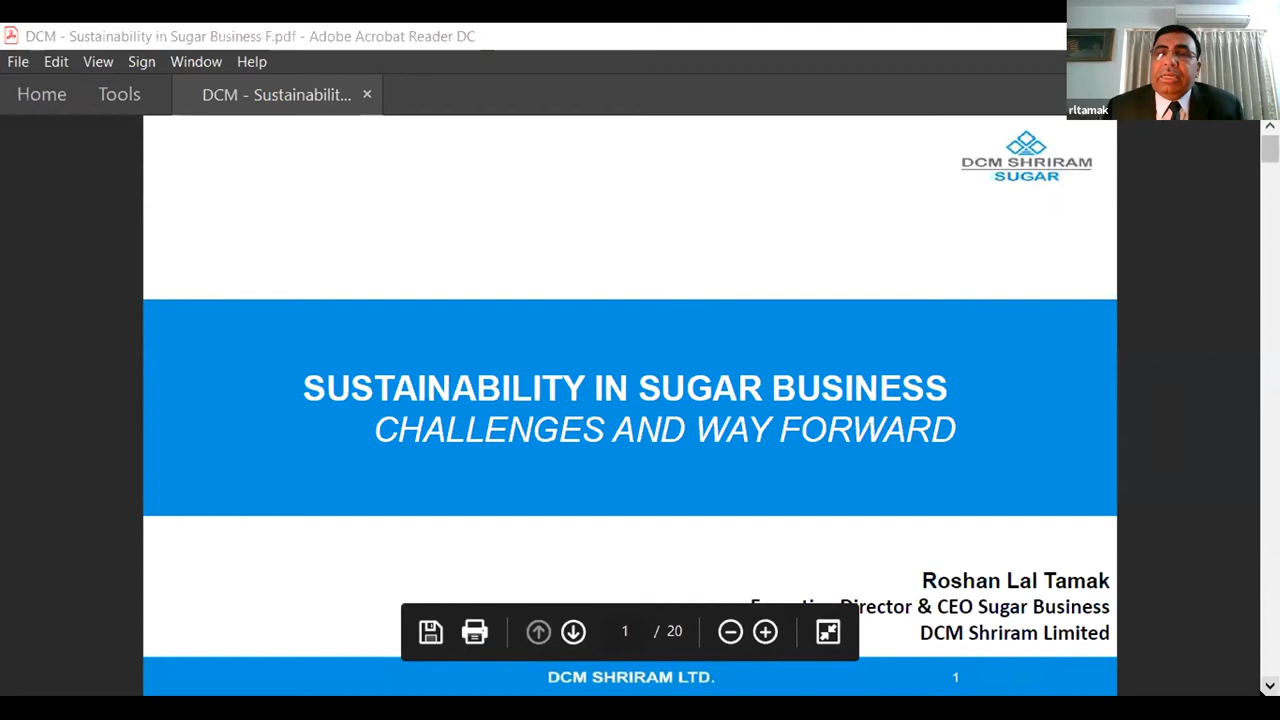 DCM - Sustainability in Sugar Business F.pdf - Adobe Acrobat Reader DC
File Edit View Sign Window Help
Home Tools DCM - Sustainabilit... ×
rltamak
DCM SHRIRAM
SUGAR
SUSTAINABILITY IN SUGAR BUSINESS
CHALLENGES AND WAY FORWARD
Roshan Lal Tamak
Director & CEO Sugar Business
DCM Shriram Limited
1 / 20
DCM SHRIRAM LTD. 1